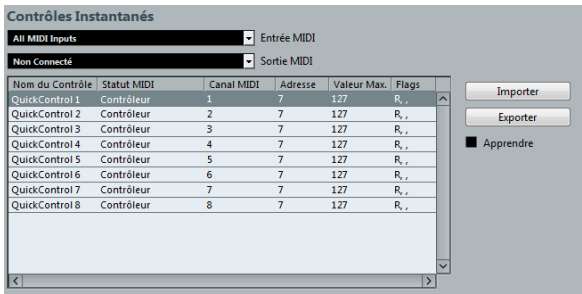 Contrôles Instantanés
All MIDI Inputs Entrée MIDI
Non Connecté Sortie MIDI
Nom du Contrôle Statut MIDI Canal MIDI Adresse Valeur Max. Flags
QuickControl 1 Contrôleur 1 7 127 R, ,
QuickControl 2 Contrôleur 2 7 127 R, ,
QuickControl 3 Contrôleur 3 7 127 R, ,
QuickControl 4 Contrôleur 4 7 127 R, ,
QuickControl 5 Contrôleur 5 7 127 R, ,
QuickControl 6 Contrôleur 6 7 127 R, ,
QuickControl 7 Contrôleur 7 7 127 R, ,
QuickControl 8 Contrôleur 8 7 127 R, ,
Importer
Exporter
Apprendre